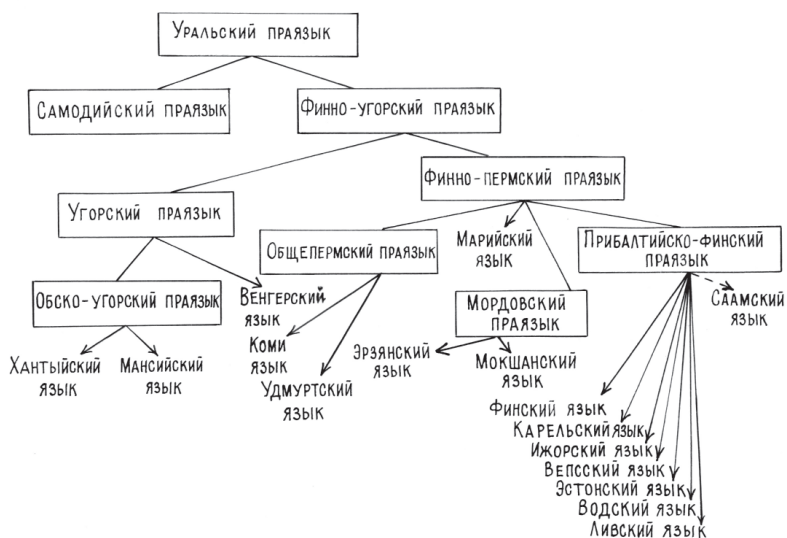 Уральский праязык
Самодийский праязык
Финно-угорский праязык
Финно-пермский праязык
Угорский праязык
Общепермский праязык
Марийский
язык
Прибалтийско-финский
праязык
Обско-угорский праязык
Венгерский
язык
Мордовский
праязык
Саамский
язык
Хантыйский
язык
Мансийский
язык
Коми
язык
Удмуртский
язык
Эрзянский
язык
Мокшанский
язык
Финский язык
Карельский язык
Ижорский язык
Вепсский язык
Эстонский язык
Водский язык
Ливский язык